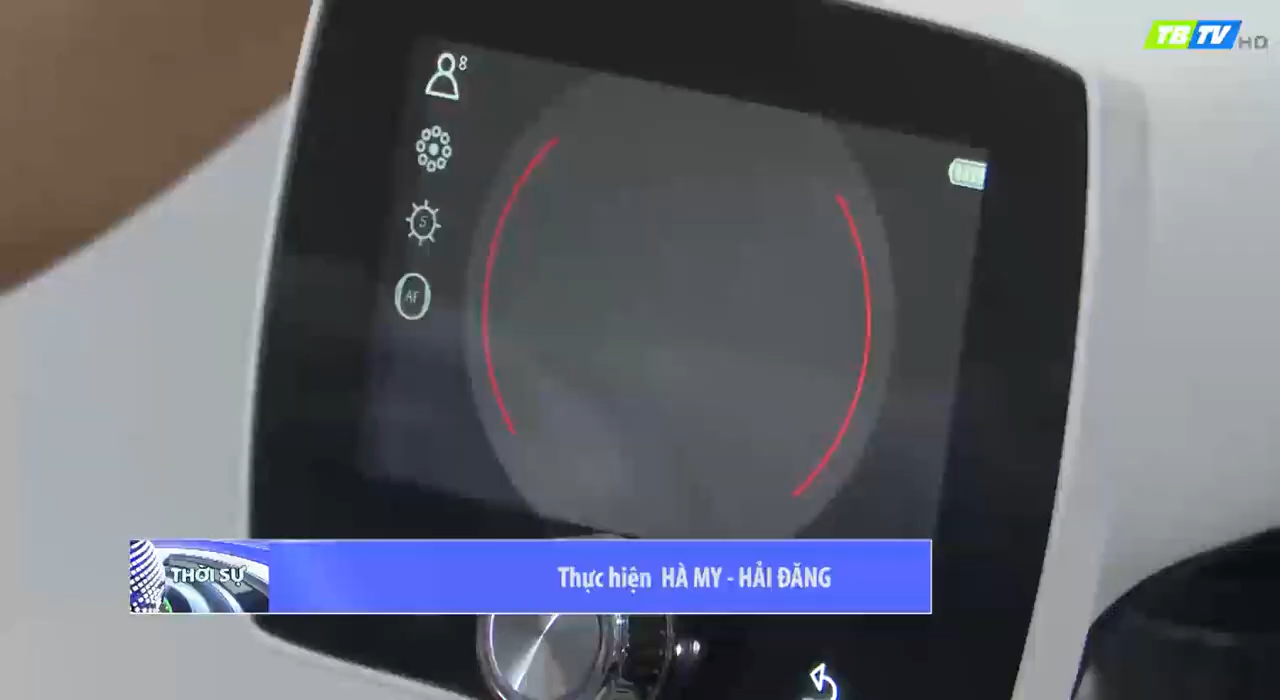 TBTV HD
8
S
AF
THỜI SỰ
Thực hiện HÀ MY - HẢI ĐĂNG